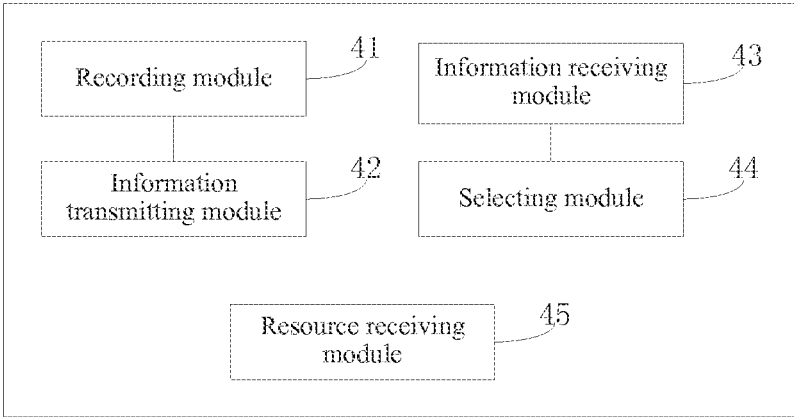 Recording module
41
Information receiving
module
43
Information
transmitting module
42
Selecting module
44
Resource receiving
module
45